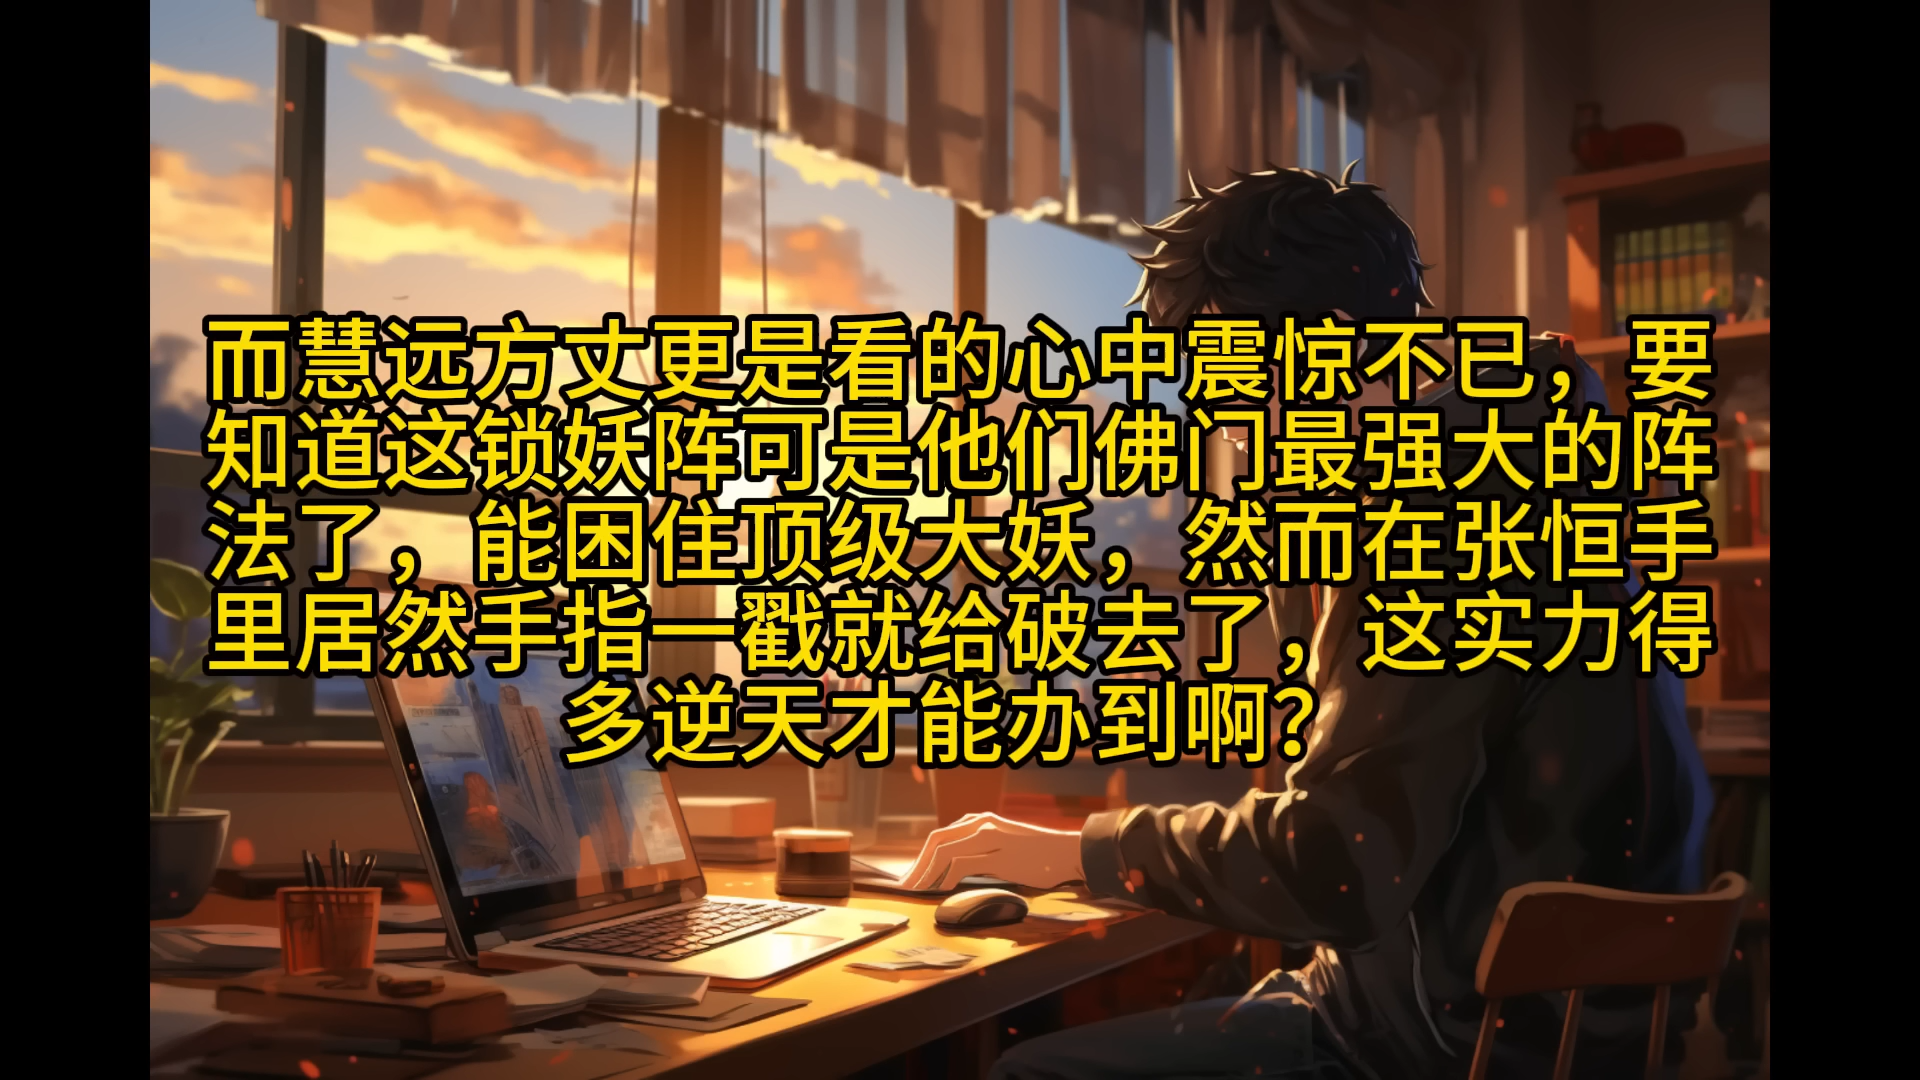 而慧远方丈更是看的心中震惊不已，要
知道这锁妖阵可是他们佛门最强大的阵
法了，能困住顶级大妖，然而在张恒手
里居然手指一戳就给破去了，这实力得
多逆天才能办到啊？